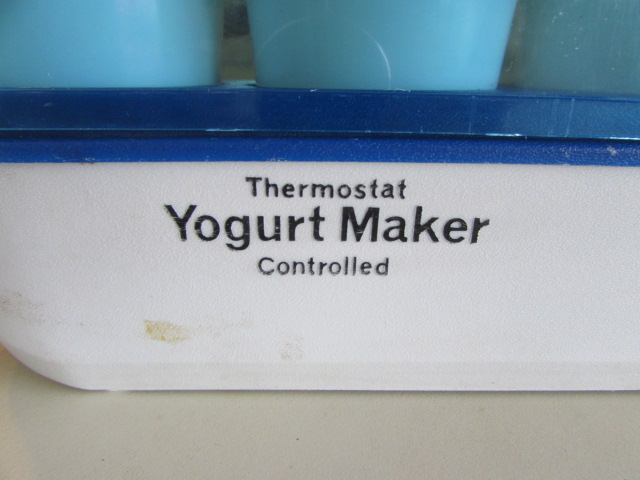 Thermostat
Yogurt Maker
Controlled